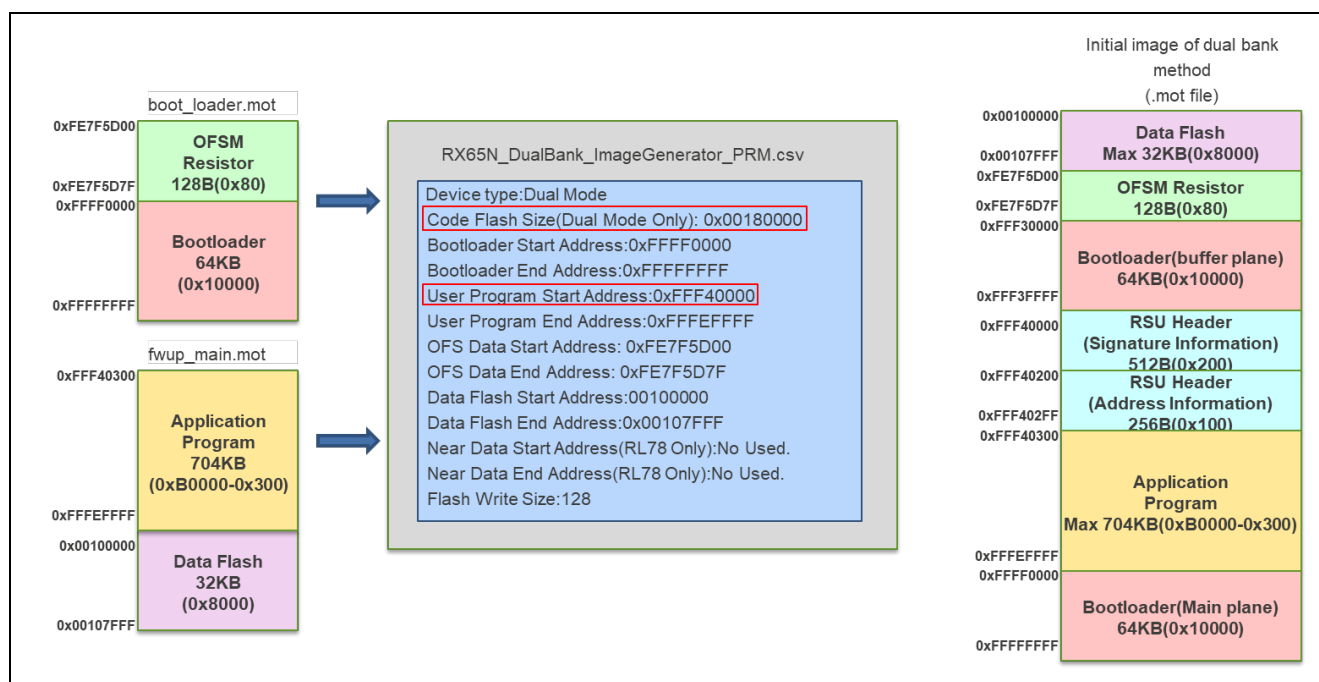 boot_loader.mot
0xFE7F5D00
OFSM
Resistor
128B(0x80)
0xFE7F5D7F
0xFFFF0000
Bootloader
64KB
(0x10000)
0xFFFFFFFF
fwup_main.mot
0xFFF40300
Application
Program
704KB
(0xB0000-0x300)
0xFFFEFFFF
0x00100000
Data Flash
32KB
(0x8000)
0x00107FFF
RX65N_DualBank_ImageGenerator_PRM.csv
Device type:Dual Mode
Code Flash Size(Dual Mode Only): 0x00180000
Bootloader Start Address:0xFFFF0000
Bootloader End Address:0xFFFFFFFF
User Program Start Address:0xFFF40000
User Program End Address:0xFFFEFFFF
OFS Data Start Address: 0xFE7F5D00
OFS Data End Address: 0xFE7F5D7F
Data Flash Start Address:00100000
Data Flash End Address:0x00107FFF
Near Data Start Address(RL78 Only):No Used.
Near Data End Address(RL78 Only):No Used.
Flash Write Size:128
Initial image of dual bank
method
(.mot file)
0x00100000
Data Flash
Max 32KB(0x8000)
0x00107FFF
0xFE7F5D00
OFSM Resistor
128B(0x80)
0xFE7F5D7F
0xFFF30000
Bootloader(buffer plane)
64KB(0x10000)
0xFFF3FFFF
0xFFF40000
RSU Header
(Signature Information)
512B(0x200)
0xFFF40200
RSU Header
(Address Information)
256B(0x100)
0xFFF402FF
0xFFF40300
Application
Program
Max 704KB(0xB0000-0x300)
0xFFFEFFFF
0xFFFF0000
Bootloader(Main plane)
64KB(0x10000)
0xFFFFFFFF